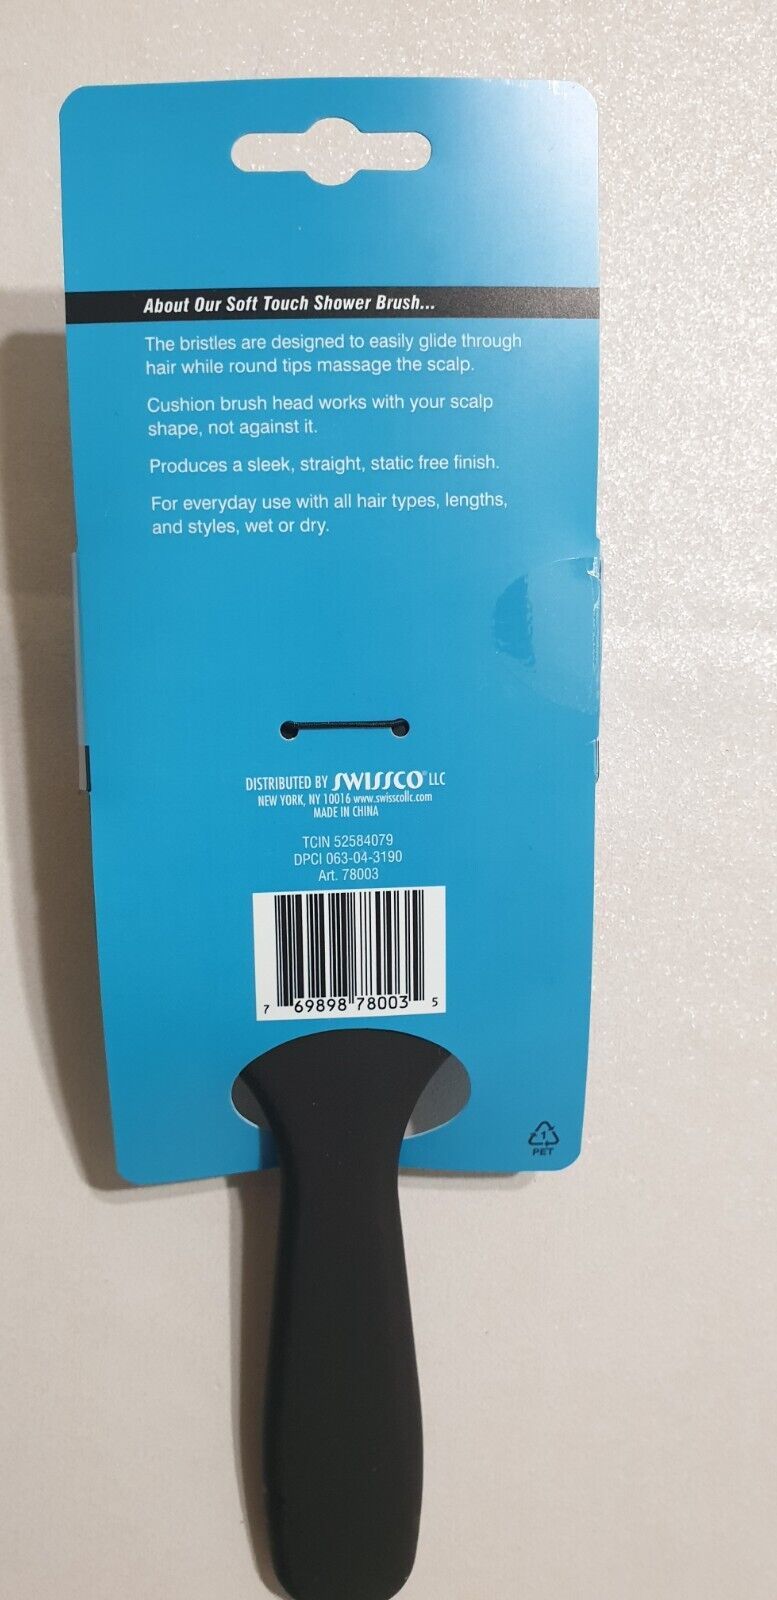 About Our Soft Touch Shower Brush...
The bristles are designed to easily glide through
hair while round tips massage the scalp.
Cushion brush head works with your scalp
shape, not against it.
Produces a sleek, straight, static free finish.
For everyday use with all hair types, lengths,
and styles, wet or dry.
DISTRIBUTED BY SWISSCO® LLC
NEW YORK, NY 10016 www.swisscollc.com
MADE IN CHINA
TCIN 52584079
DPCI 063-04-3190
Art. 78003
7 69898 78003 5
1
PET